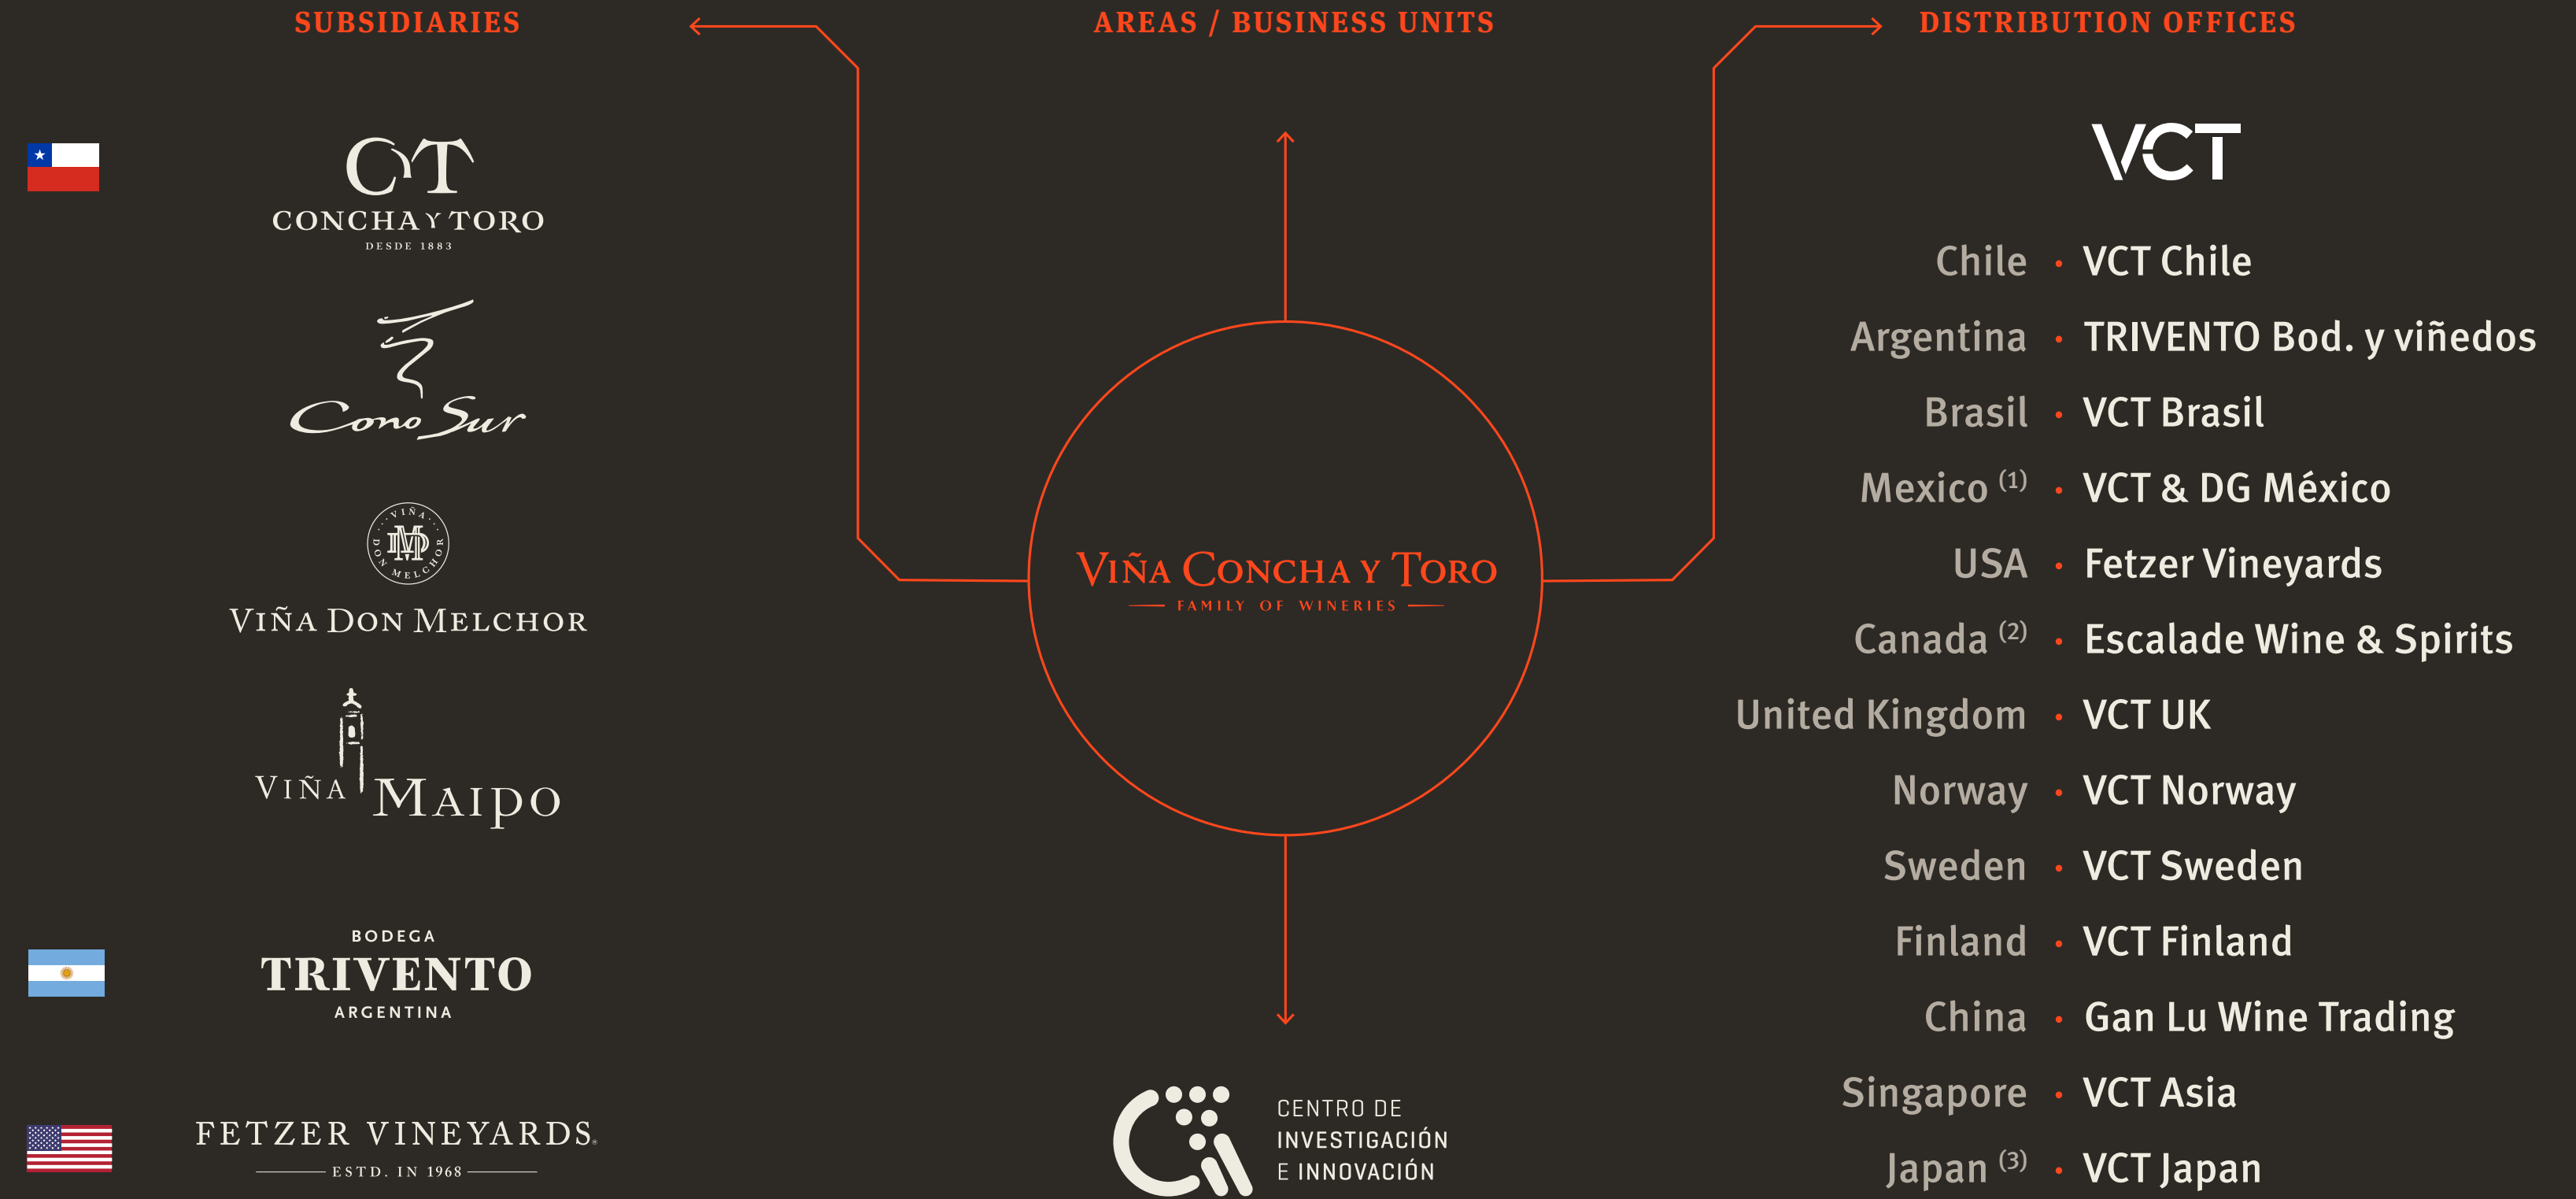 SUBSIDIARIES
CT
CONCHA Y TORO
DESDE 1883
Cono Sur
VIÑA DON MELCHOR
MD
VIÑA DON MELCHOR
VIÑA MAIPO
BODEGA
TRIVENTO
ARGENTINA
FETZER VINEYARDS®
ESTD. IN 1968
AREAS / BUSINESS UNITS
VIÑA CONCHA Y TORO
FAMILY OF WINERIES
CENTRO DE
INVESTIGACIÓN
E INNOVACIÓN
DISTRIBUTION OFFICES
VCT
Chile • VCT Chile
Argentina • TRIVENTO Bod. y viñedos
Brasil • VCT Brasil
Mexico (1) • VCT & DG México
USA • Fetzer Vineyards
Canada (2) • Escalade Wine & Spirits
United Kingdom • VCT UK
Norway • VCT Norway
Sweden • VCT Sweden
Finland • VCT Finland
China • Gan Lu Wine Trading
Singapore • VCT Asia
Japan (3) • VCT Japan